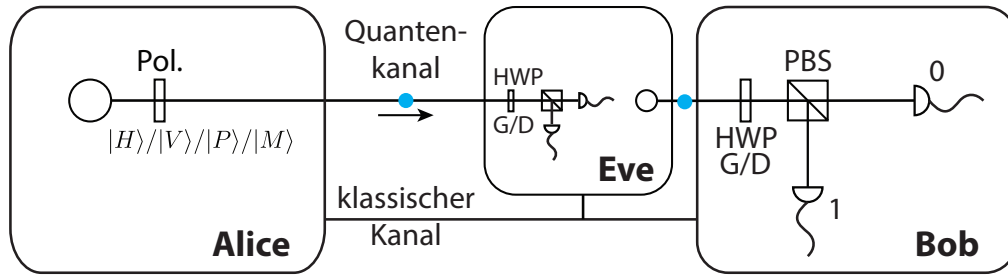 Pol.
|H⟩/|V⟩/|P⟩/|M⟩
Alice
Quanten-
kanal
klassischer
Kanal
HWP
G/D
Eve
PBS
0
HWP
G/D
1
Bob